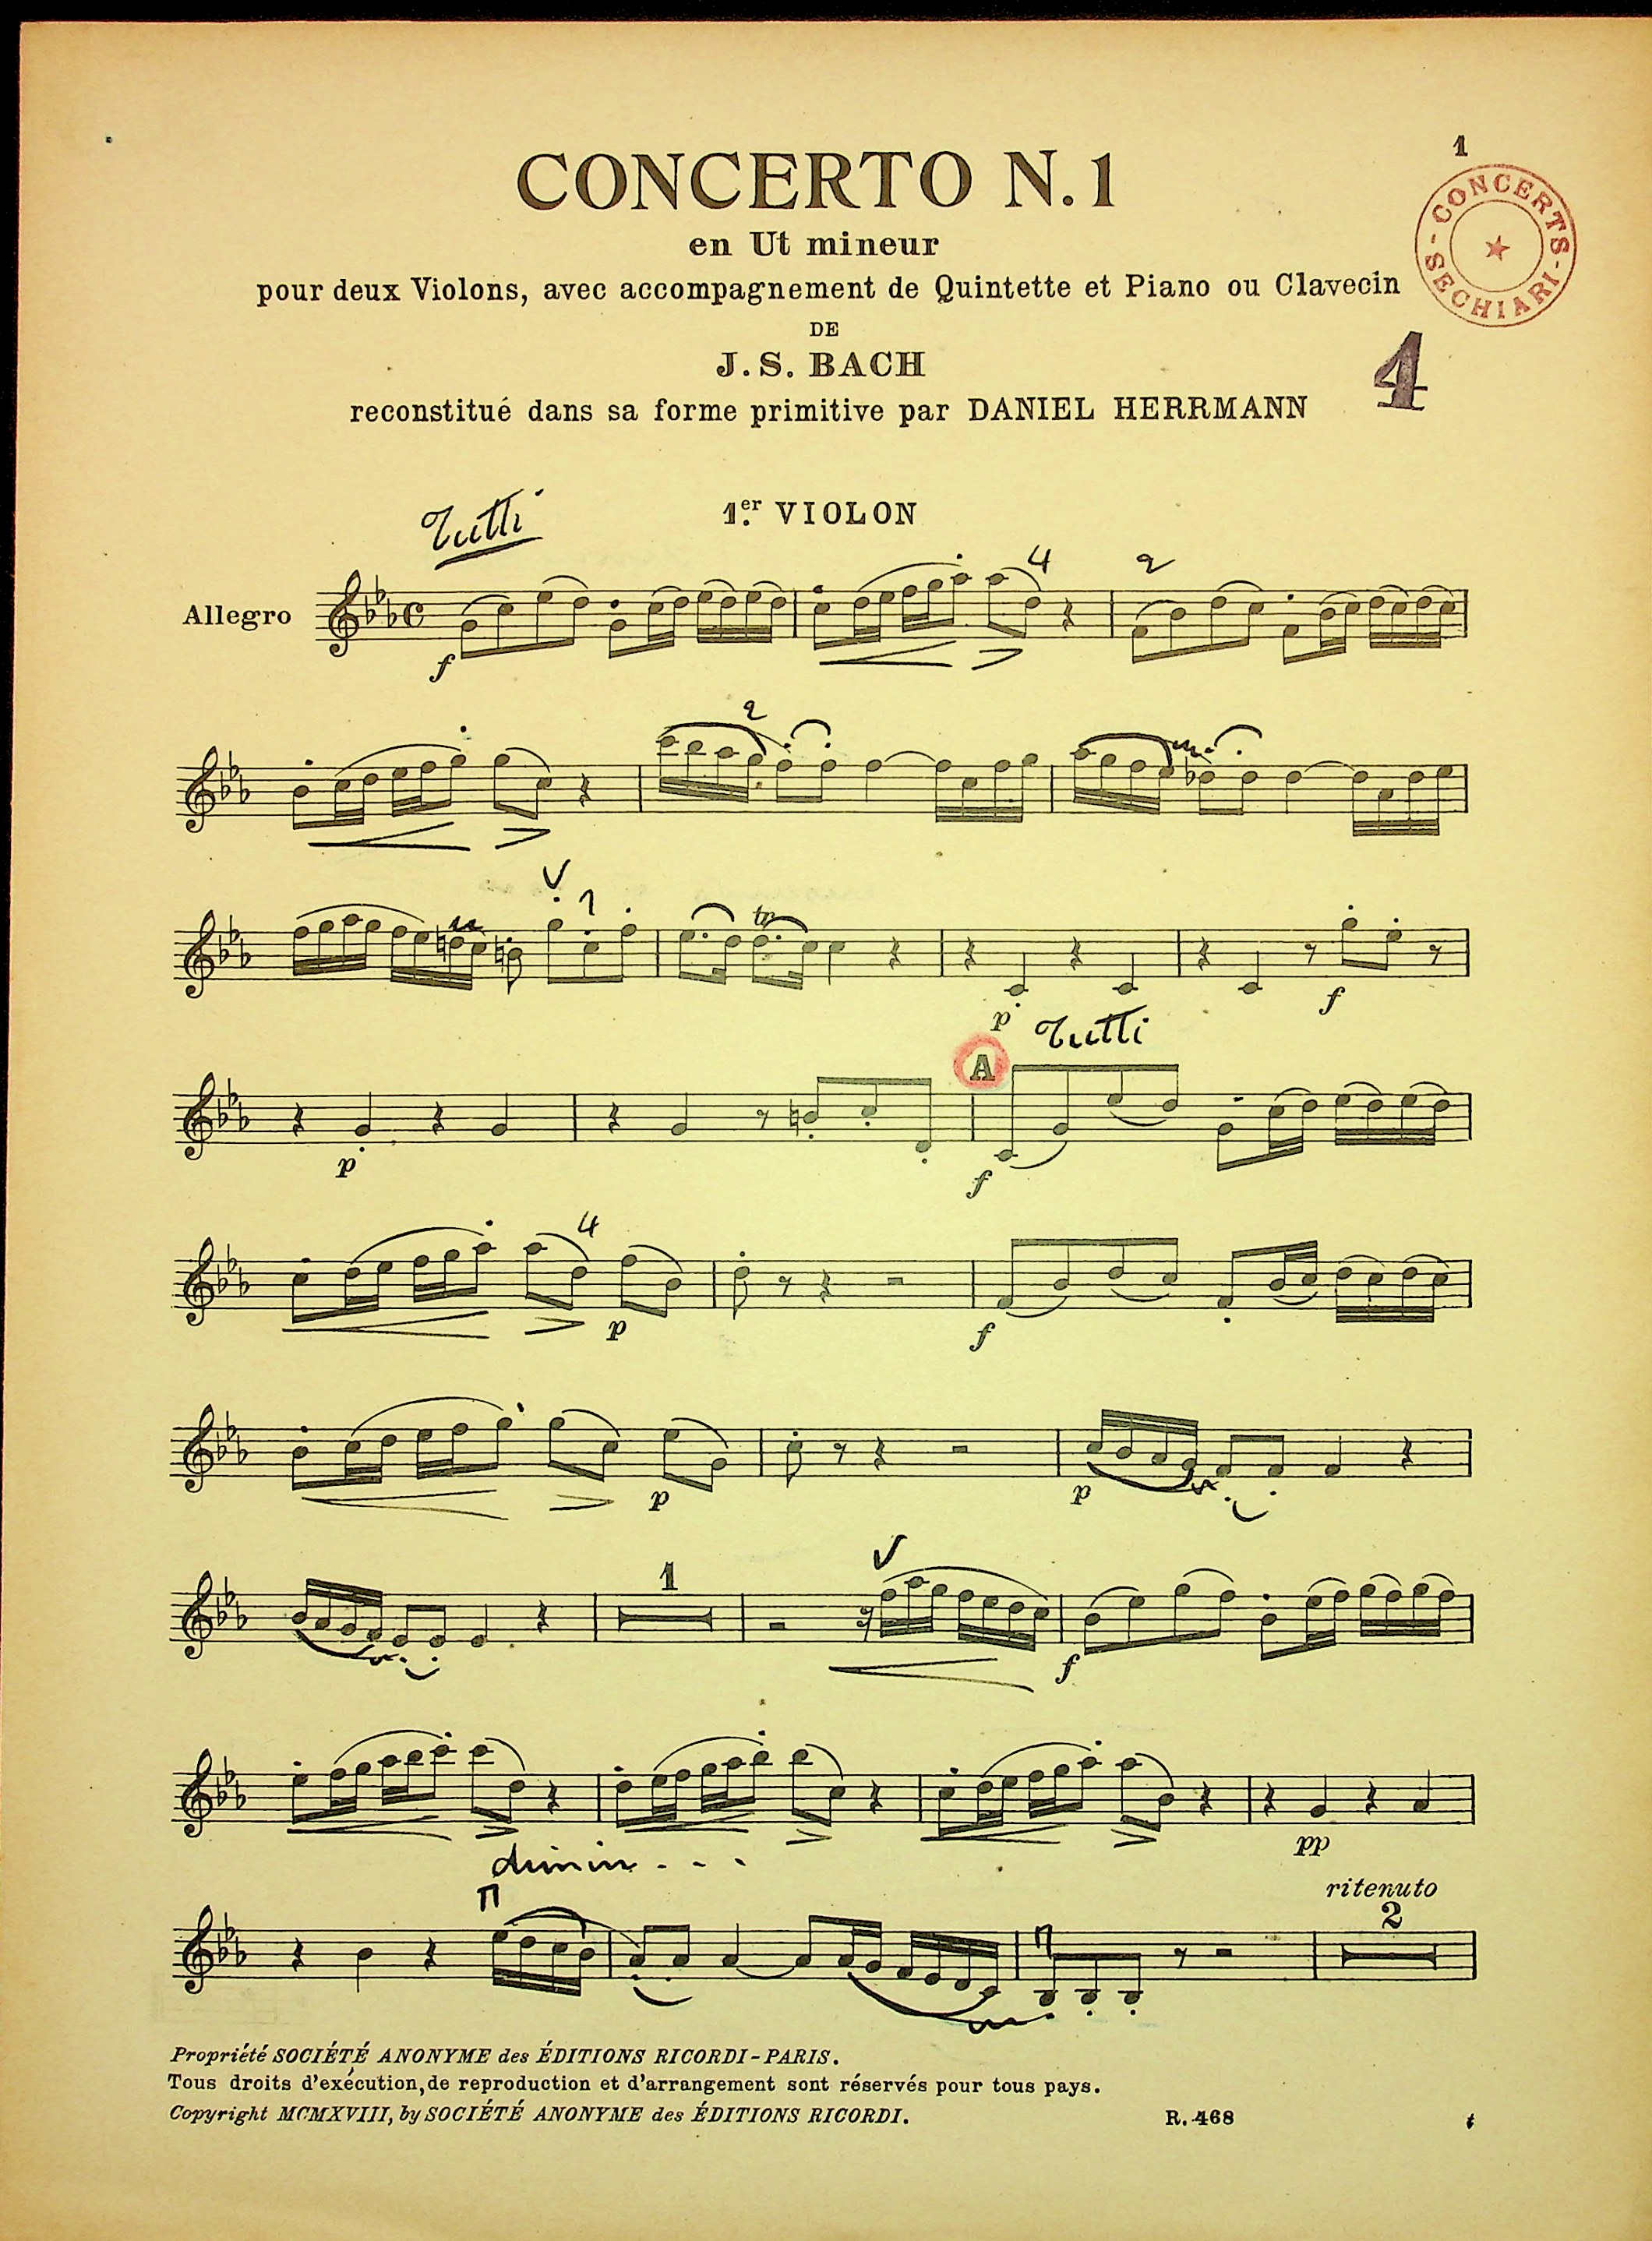 1
CONCERTO N. 1
- CONCERTS - SECHIARI
en Ut mineur
pour deux Violons, avec accompagnement de Quintette et Piano ou Clavecin
DE
J. S. BACH
4
reconstitué dans sa forme primitive par DANIEL HERRMANN
1er. VIOLON
Tutti
4 2
Allegro
f
2
1
tr
p f
Tutti
A
p f
4
p f
p p
1
f
pp
dimin - - -
ritenuto
2
Propriété SOCIÉTÉ ANONYME des ÉDITIONS RICORDI - PARIS.
Tous droits d'exécution, de reproduction et d'arrangement sont réservés pour tous pays.
Copyright MCMXVIII, by SOCIÉTÉ ANONYME des ÉDITIONS RICORDI.
R. 468
t